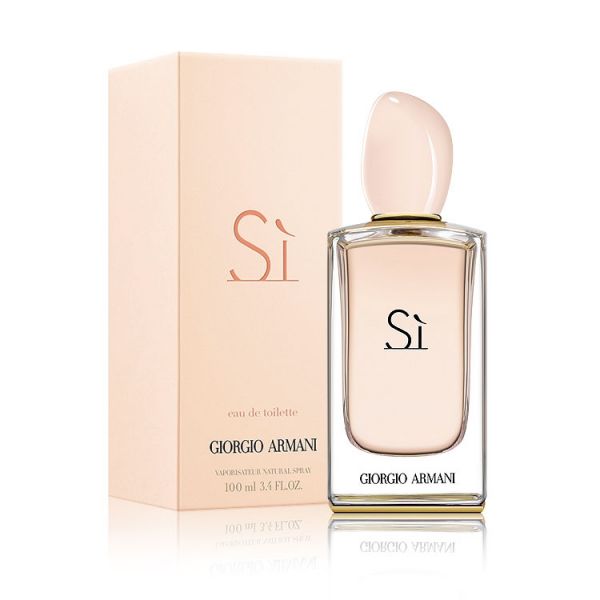 Sì
eau de toilette
GIORGIO ARMANI
VAPORISATEUR NATURAL SPRAY
100 ml 3.4 FL.OZ.
Sì
GIORGIO ARMANI